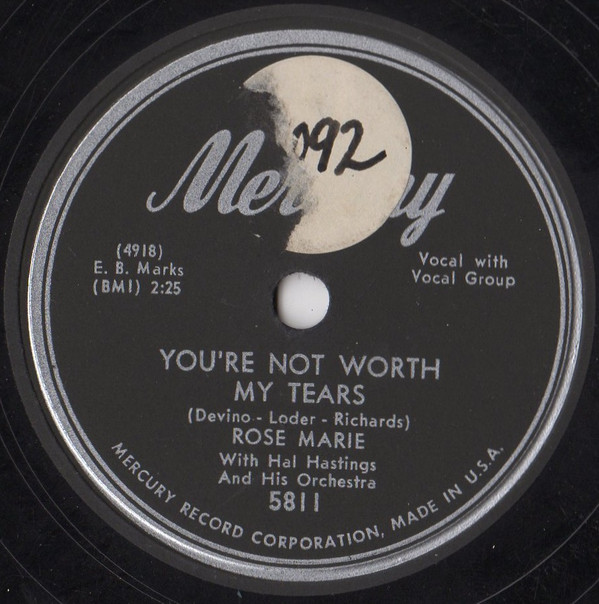 Mercury
092
(4918)
E. B. Marks
(BMI) 2:25
Vocal with
Vocal Group
YOU'RE NOT WORTH
MY TEARS
(Devino - Loder - Richards)
ROSE MARIE
With Hal Hastings
And His Orchestra
5811
MERCURY RECORD CORPORATION, MADE IN U.S.A.